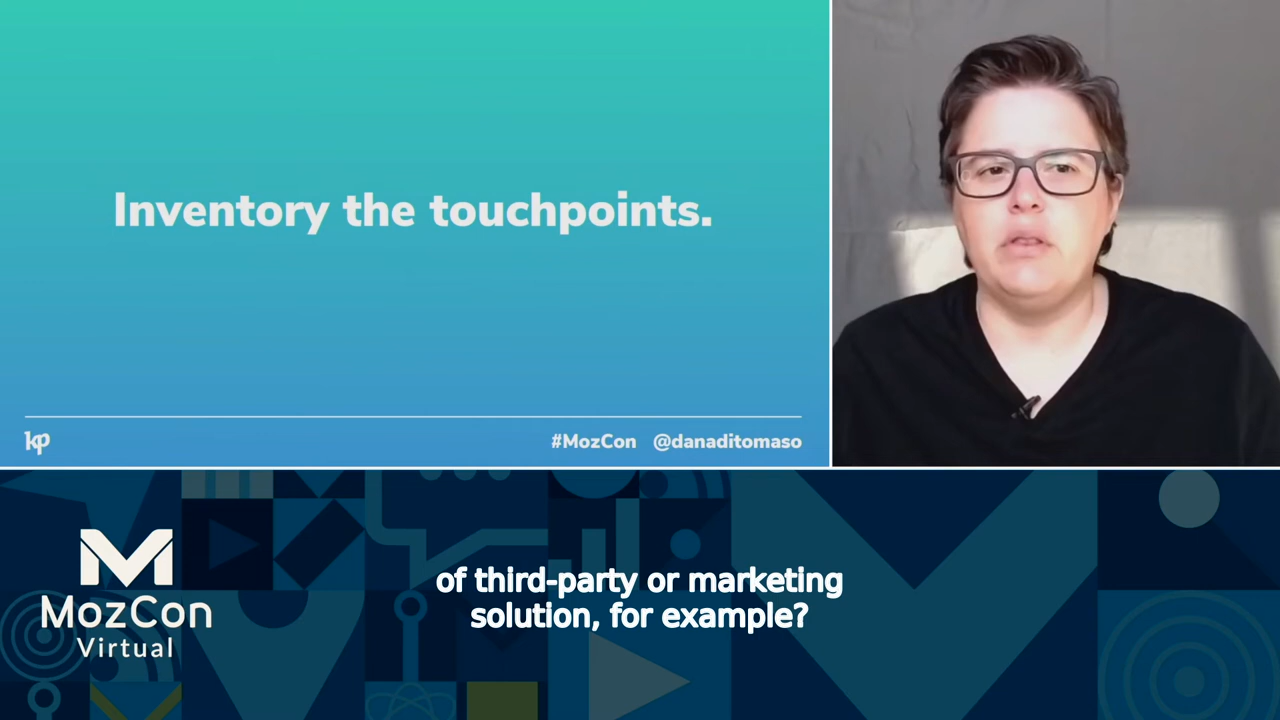 Inventory the touchpoints.
kp
#MozCon @danaditomaso
M
MozCon
Virtual
of third-party or marketing
solution, for example?